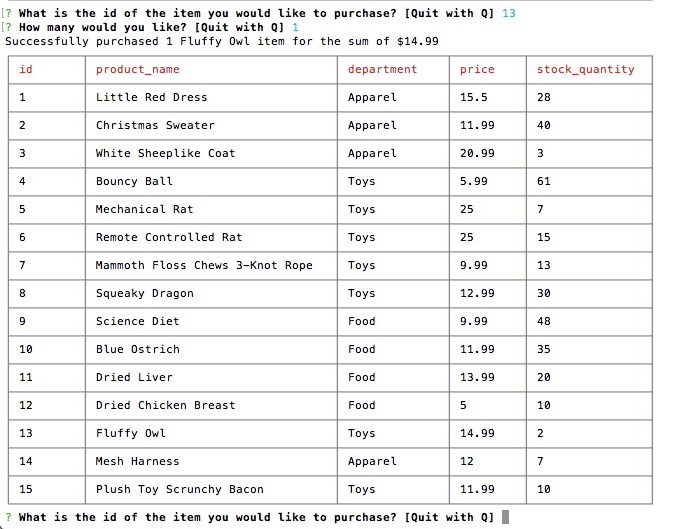 ? What is the id of the item you would like to purchase? [Quit with Q] 13
? How many would you like? [Quit with Q] 1
Successfully purchased 1 Fluffy Owl item for the sum of $14.99
id product_name department price stock_quantity
1 Little Red Dress Apparel 15.5 28
2 Christmas Sweater Apparel 11.99 40
3 White Sheeplike Coat Apparel 20.99 3
4 Bouncy Ball Toys 5.99 61
5 Mechanical Rat Toys 25 7
6 Remote Controlled Rat Toys 25 15
7 Mammoth Floss Chews 3-Knot Rope Toys 9.99 13
8 Squeaky Dragon Toys 12.99 30
9 Science Diet Food 9.99 48
10 Blue Ostrich Food 11.99 35
11 Dried Liver Food 13.99 20
12 Dried Chicken Breast Food 5 10
13 Fluffy Owl Toys 14.99 2
14 Mesh Harness Apparel 12 7
15 Plush Toy Scrunchy Bacon Toys 11.99 10
? What is the id of the item you would like to purchase? [Quit with Q]